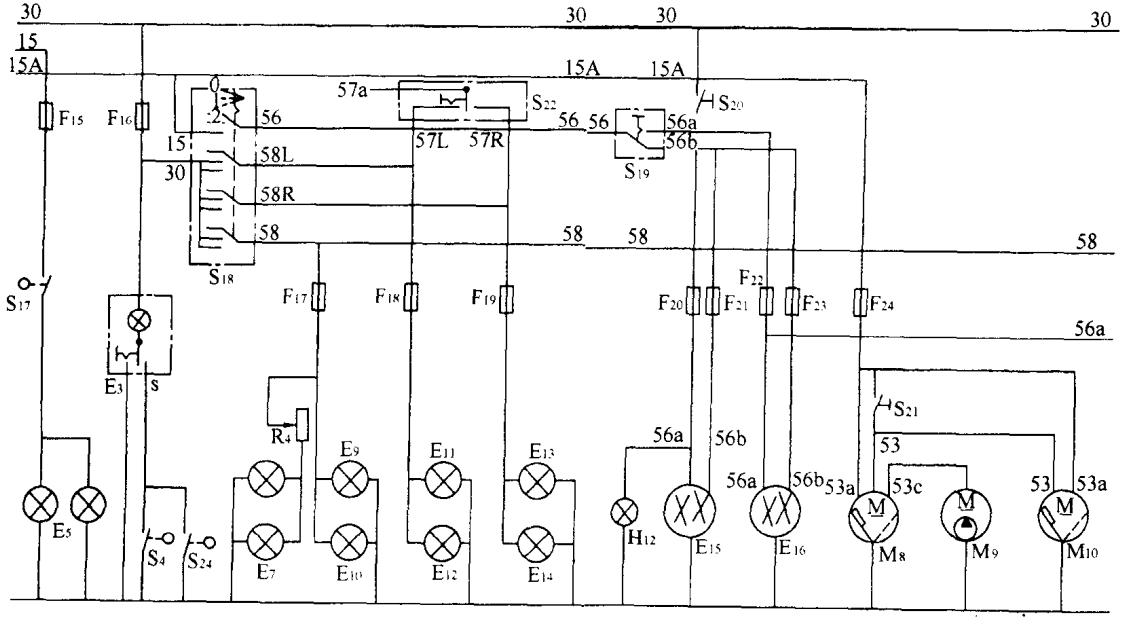 30 30 30 30
15
15A 15A 15A
0
2
57a
S22
S20
F15 F16 56 57L 57R 56 56 56a
56b
15 58L
30 S19
58R
58 58 58 58
S18
S17 F17 F18 F19 F20 F21 F22 F23 F24
56a
E3 s
S21
R4 56a 56b 53
E9 E11 E13 56a 56b 53a 53c 53 53a
M M M
E5 S4 S24 E7 E10 E12 E14 H12 E15 E16 M8 M9 M10